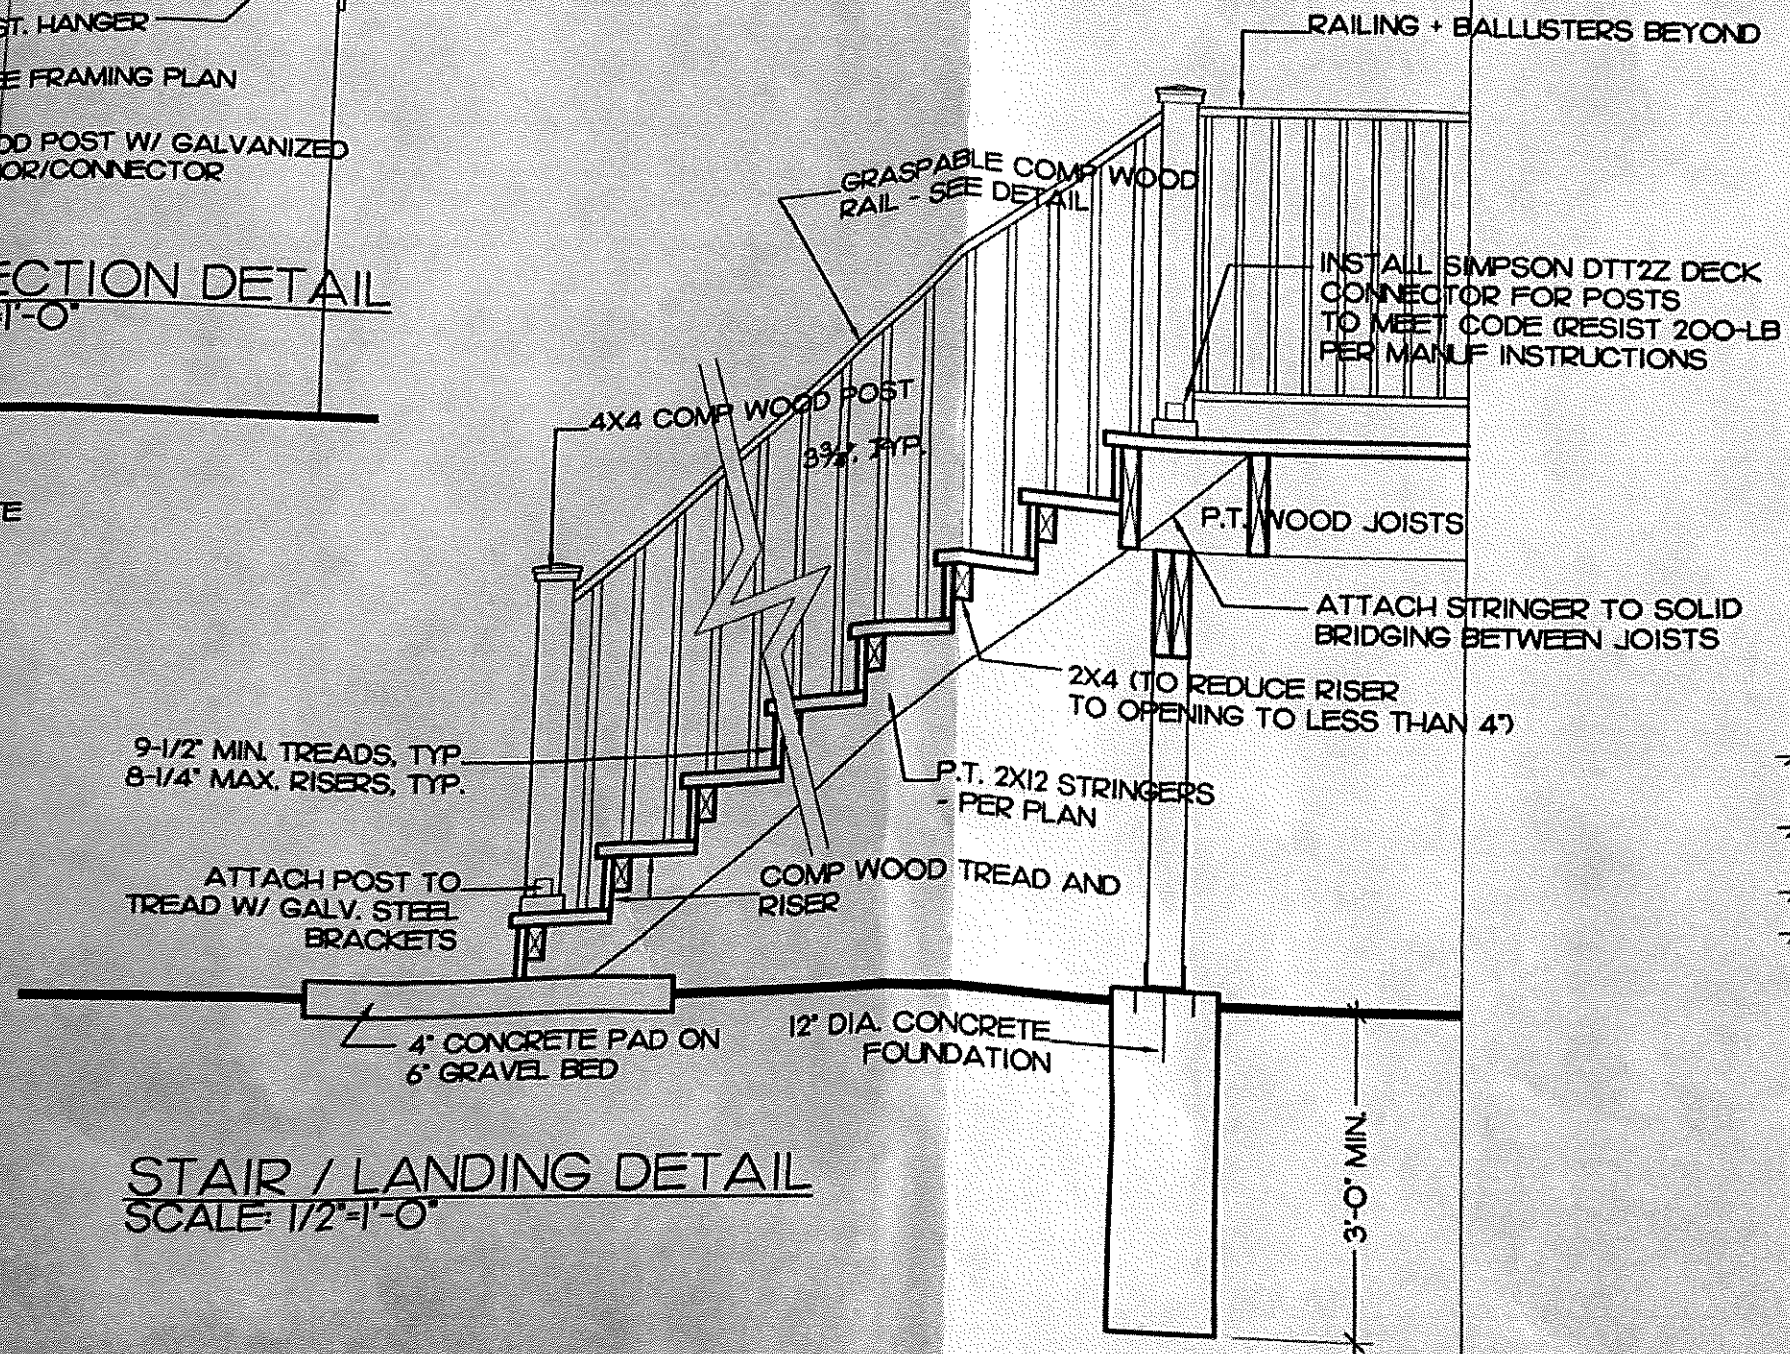 ST. HANGER
E FRAMING PLAN
OD POST W/ GALVANIZED
OR/CONNECTOR
ECTION DETAIL
1'-0"
TE
RAILING + BALLUSTERS BEYOND
GRASPABLE COMP WOOD
RAIL - SEE DETAIL
INSTALL SIMPSON DTT2Z DECK
CONNECTOR FOR POSTS
TO MEET CODE (RESIST 200-LB
PER MANUF INSTRUCTIONS
4X4 COMP WOOD POST
3¾". TYP.
P.T. WOOD JOISTS
ATTACH STRINGER TO SOLID
BRIDGING BETWEEN JOISTS
2X4 (TO REDUCE RISER
TO OPENING TO LESS THAN 4")
9-1/2" MIN. TREADS, TYP.
8-1/4" MAX. RISERS, TYP.
P.T. 2X12 STRINGERS
- PER PLAN
COMP WOOD TREAD AND
RISER
ATTACH POST TO
TREAD W/ GALV. STEEL
BRACKETS
4" CONCRETE PAD ON
6" GRAVEL BED
12" DIA. CONCRETE
FOUNDATION
3'-0" MIN.
STAIR / LANDING DETAIL
SCALE: 1/2"=1'-0"